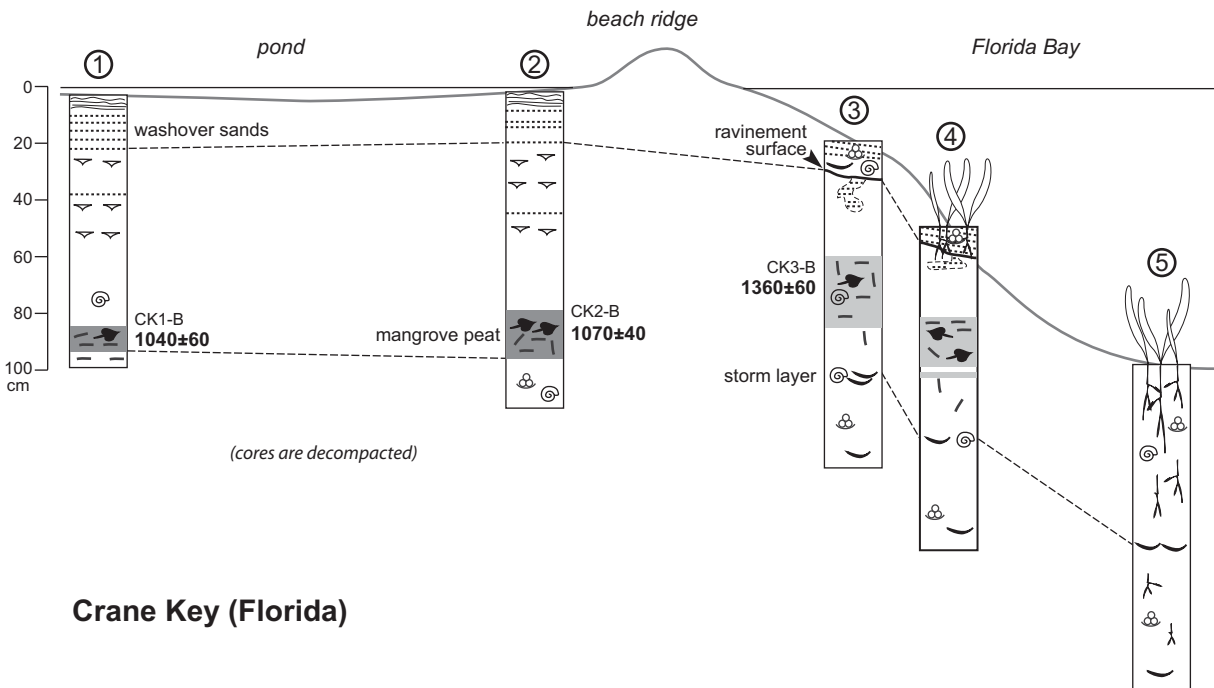 beach ridge
pond
Florida Bay
1
2
3
4
5
0
20
40
60
80
100
cm
washover sands
ravinement
surface
CK1-B
1040±60
mangrove peat
CK2-B
1070±40
CK3-B
1360±60
storm layer
(cores are decompacted)
Crane Key (Florida)